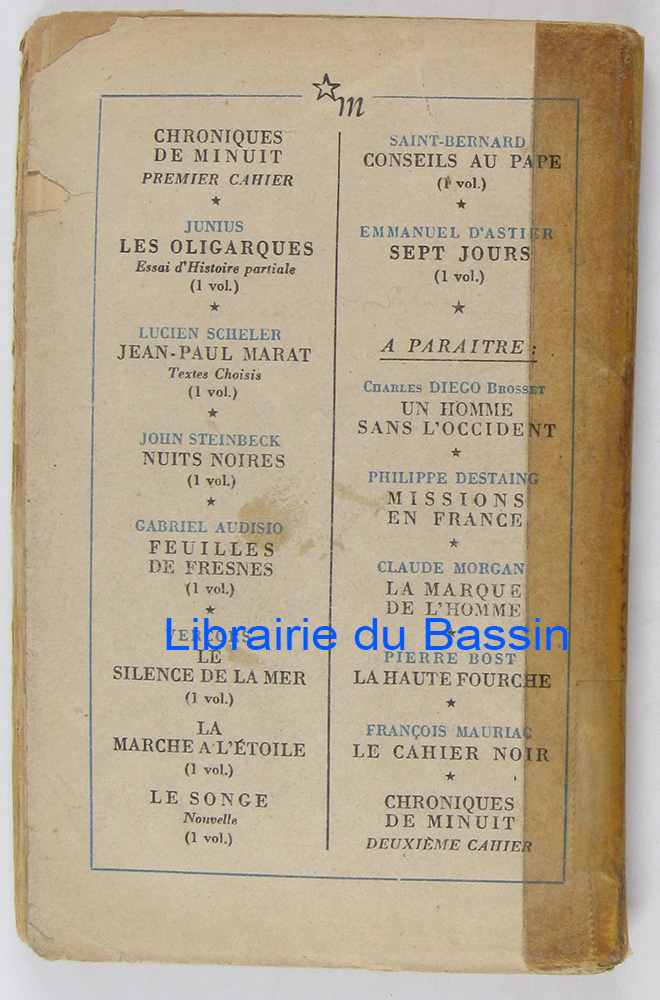 m
CHRONIQUES
DE MINUIT
PREMIER CAHIER
JUNIUS
LES OLIGARQUES
Essai d'Histoire partiale
(1 vol.)
LUCIEN SCHELER
JEAN-PAUL MARAT
Textes Choisis
(1 vol.)
JOHN STEINBECK
NUITS NOIRES
(1 vol.)
GABRIEL AUDISIO
FEUILLES
DE FRESNES
(1 vol.)
VERCORS
LE
SILENCE DE LA MER
(1 vol.)
LA
MARCHE A L'ÉTOILE
(1 vol.)
LE SONGE
Nouvelle
(1 vol.)
SAINT-BERNARD
CONSEILS AU PAPE
(1 vol.)
EMMANUEL D'ASTIER
SEPT JOURS
(1 vol.)
A PARAITRE :
CHARLES DIEGO BROSSET
UN HOMME
SANS L'OCCIDENT
PHILIPPE DESTAING
MISSIONS
EN FRANCE
CLAUDE MORGAN
LA MARQUE
DE L'HOMME
PIERRE BOST
LA HAUTE FOURCHE
FRANÇOIS MAURIAC
LE CAHIER NOIR
CHRONIQUES
DE MINUIT
DEUXIÈME CAHIER
Librairie du Bassin